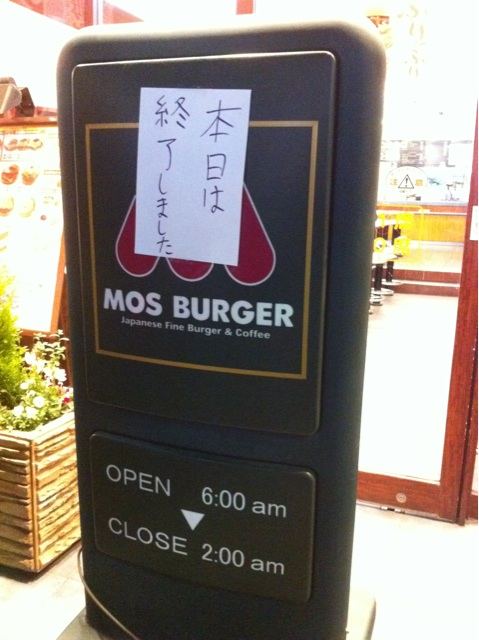 本日は
終了しました
MOS BURGER
Japanese Fine Burger & Coffee
OPEN 6:00 am
CLOSE 2:00 am